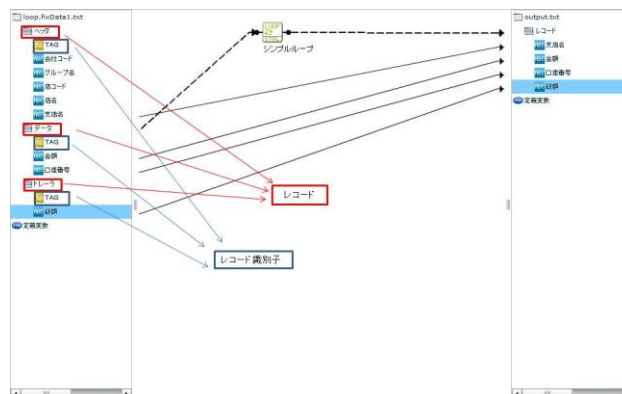 loop.fixData1.txt
ヘッダ
TAG
会社コード
グループ名
店コード
店名
支店名
データ
TAG
金額
口座番号
トレーラ
TAG
総額
定義変数
LOOP
CTRL
シンプルループ
レコード
レコード識別子
output.txt
レコード
支店名
金額
口座番号
総額
定義変数